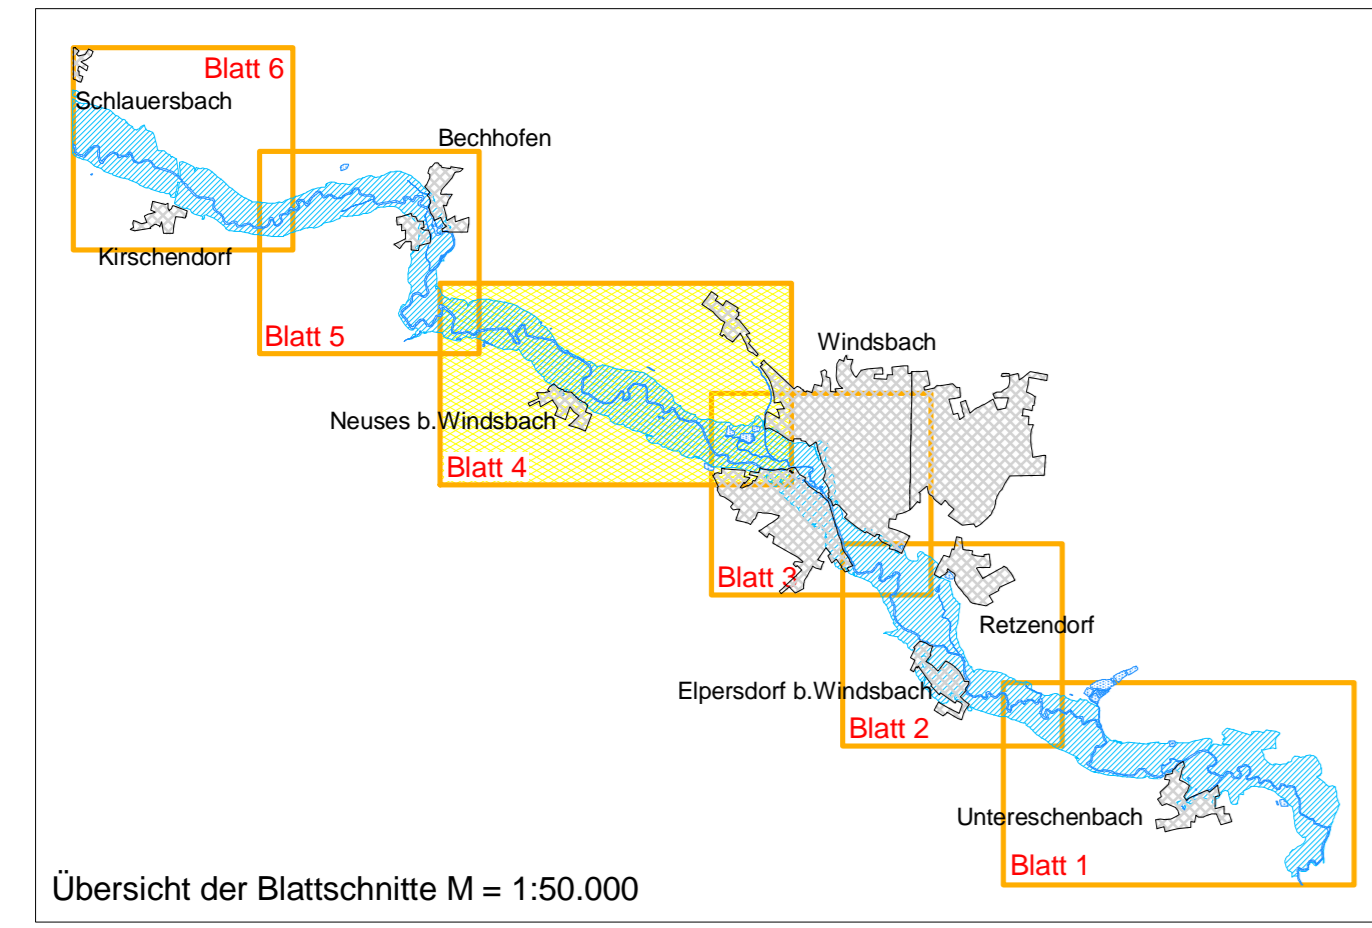 Blatt 6
Schlauersbach
Bechhofen
Kirschendorf
Blatt 5
Windsbach
Neuses b.Windsbach
Blatt 4
Blatt 3
Retzendorf
Elpersdorf b.Windsbach
Blatt 2
Untereschenbach
Blatt 1
Übersicht der Blattschnitte M = 1:50.000